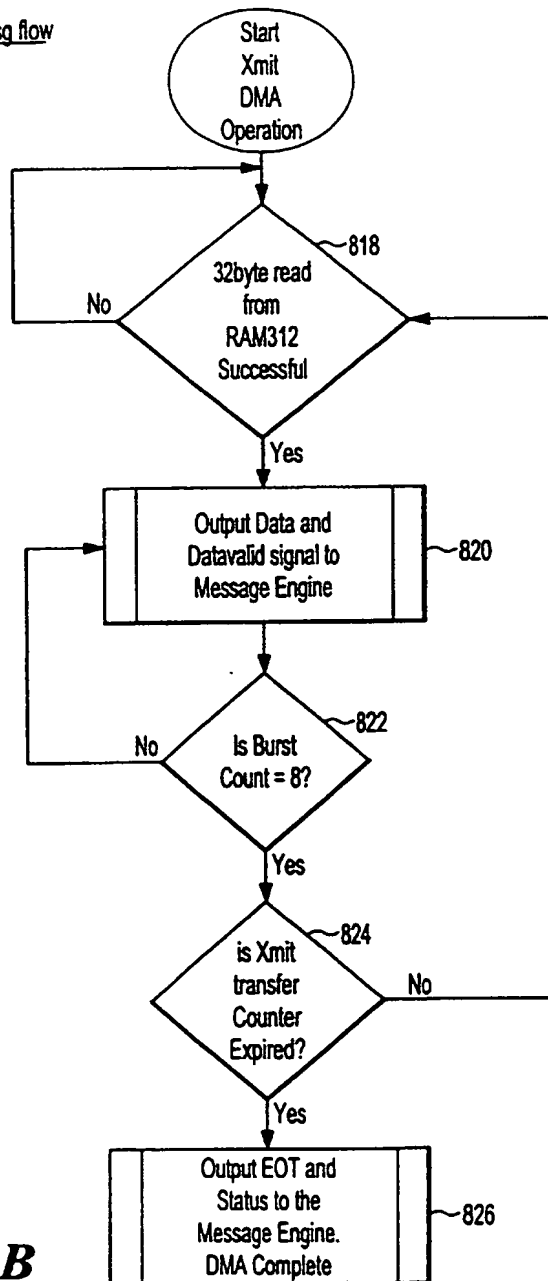 sg flow
Start
Xmit
DMA
Operation
818
32byte read
from
RAM312
Successful
No
Yes
Output Data and
Datavalid signal to
Message Engine
820
822
Is Burst
Count = 8?
No
Yes
824
is Xmit
transfer
Counter
Expired?
No
Yes
Output EOT and
Status to the
Message Engine.
DMA Complete
826
B